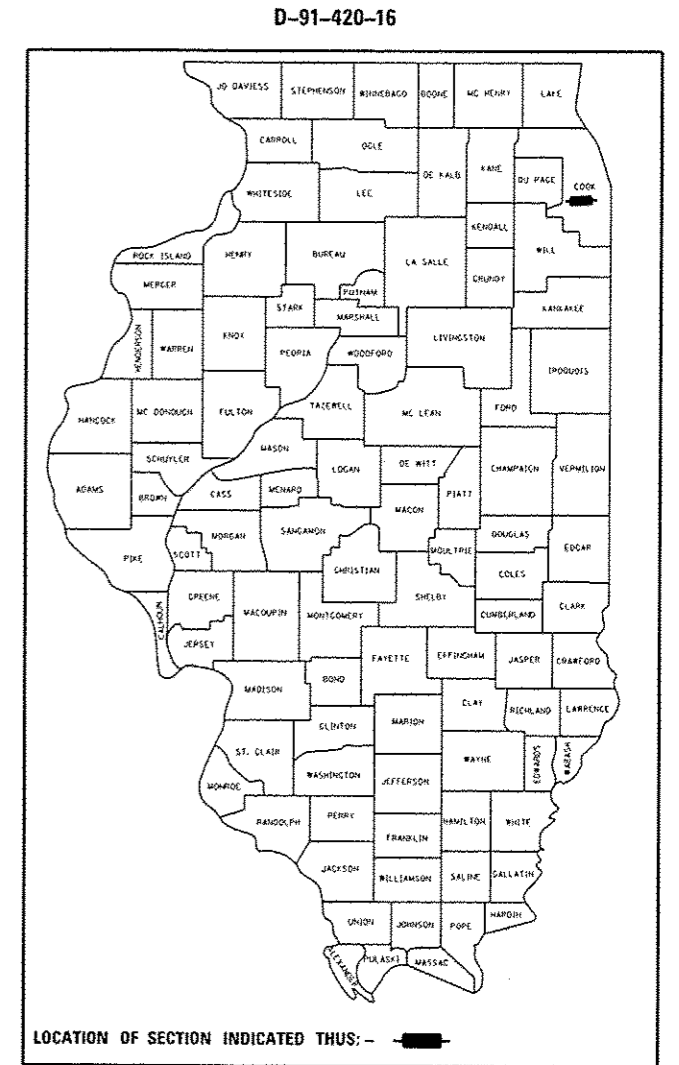 D-91-420-16
JO DAVIESS STEPHENSON WINNEBAGO BOONE MC HENRY LAKE
CARROLL OGLE DE KALB KANE DU PAGE COOK
WHITESIDE LEE
KENDALL
ROCK ISLAND HENRY BUREAU LA SALLE GRUNDY WILL
MERCER PUTNAM KANKAKEE
STARK MARSHALL
HENDERSON WARREN KNOX PEORIA WOODFORD LIVINGSTON IROQUOIS
HANCOCK MC DONOUGH FULTON TAZEWELL MC LEAN FORD
SCHUYLER MASON LOGAN DE WITT CHAMPAIGN VERMILION
ADAMS BROWN CASS MENARD MACON PIATT
PIKE SCOTT MORGAN SANGAMON MOULTRIE DOUGLAS EDGAR
CHRISTIAN COLES
CALHOUN GREENE MACOUPIN MONTGOMERY SHELBY CUMBERLAND CLARK
JERSEY FAYETTE EFFINGHAM JASPER CRAWFORD
MADISON BOND CLAY RICHLAND LAWRENCE
CLINTON MARION
ST. CLAIR WAYNE EDWARDS WABASH
MONROE WASHINGTON JEFFERSON
RANDOLPH PERRY HAMILTON WHITE
FRANKLIN
JACKSON WILLIAMSON SALINE GALLATIN
UNION JOHNSON POPE HARDIN
ALEXANDER PULASKI MASSAC
LOCATION OF SECTION INDICATED THUS: -